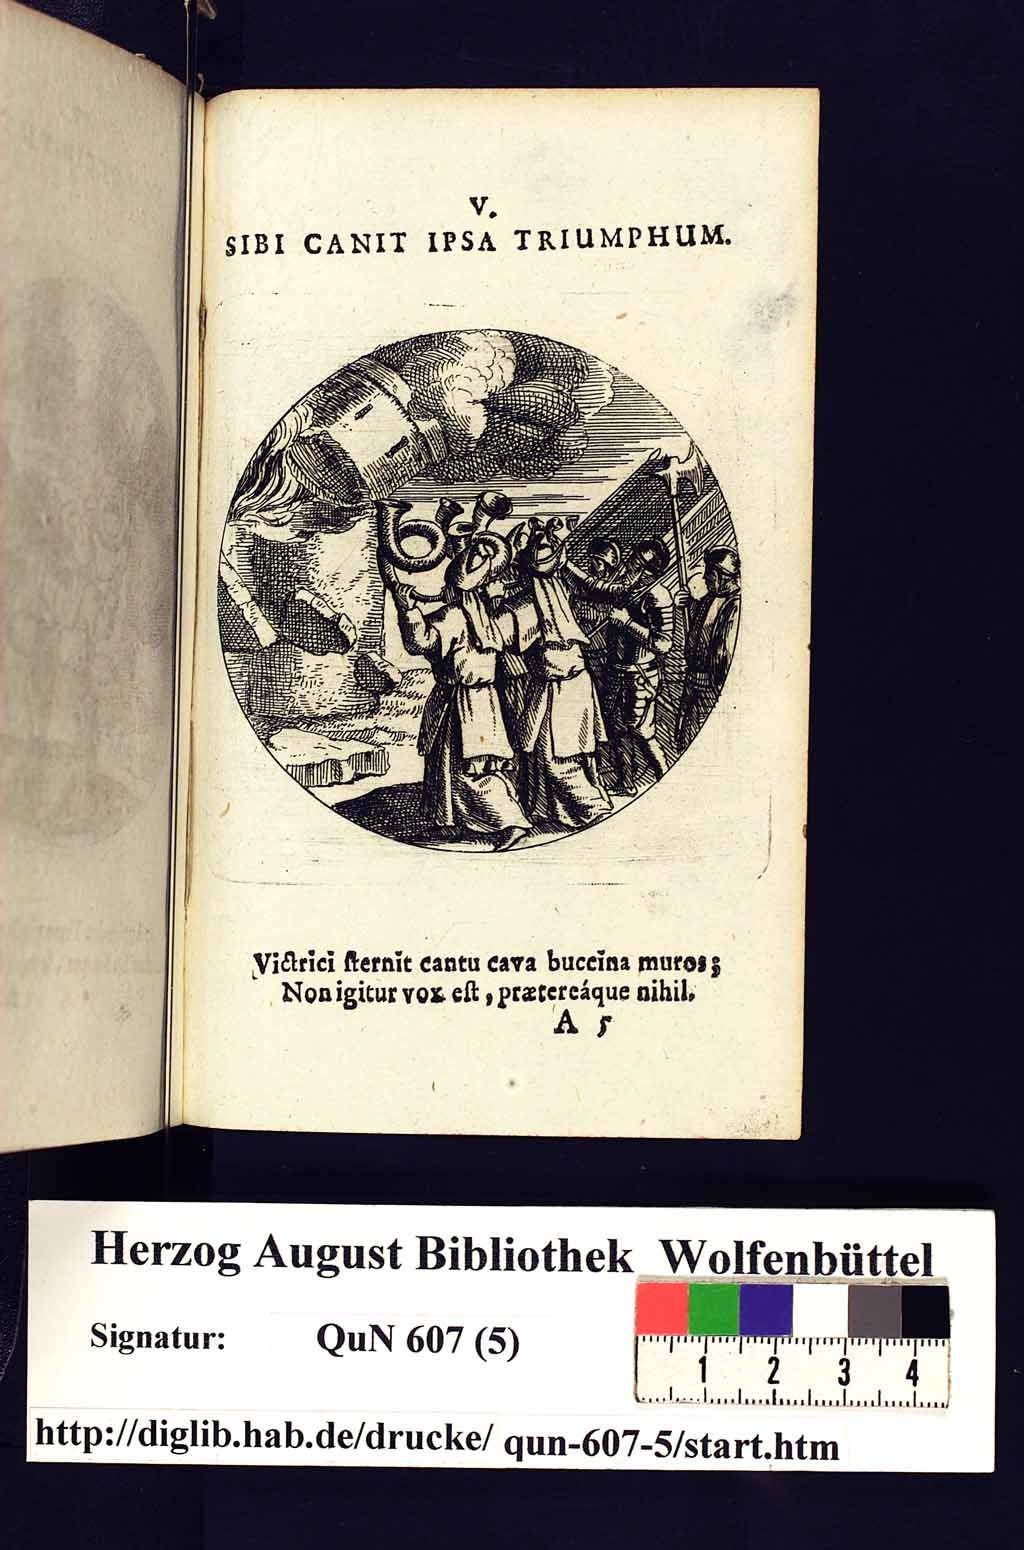 V.
SIBI CANIT IPSA TRIUMPHUM.
Victrici sternit cantu cava buccina muros;
Non igitur vox est, prætereáque nihil.
A 5
Herzog August Bibliothek Wolfenbüttel
Signatur: QuN 607 (5)
1 2 3 4
http://diglib.hab.de/drucke/ qun-607-5/start.htm